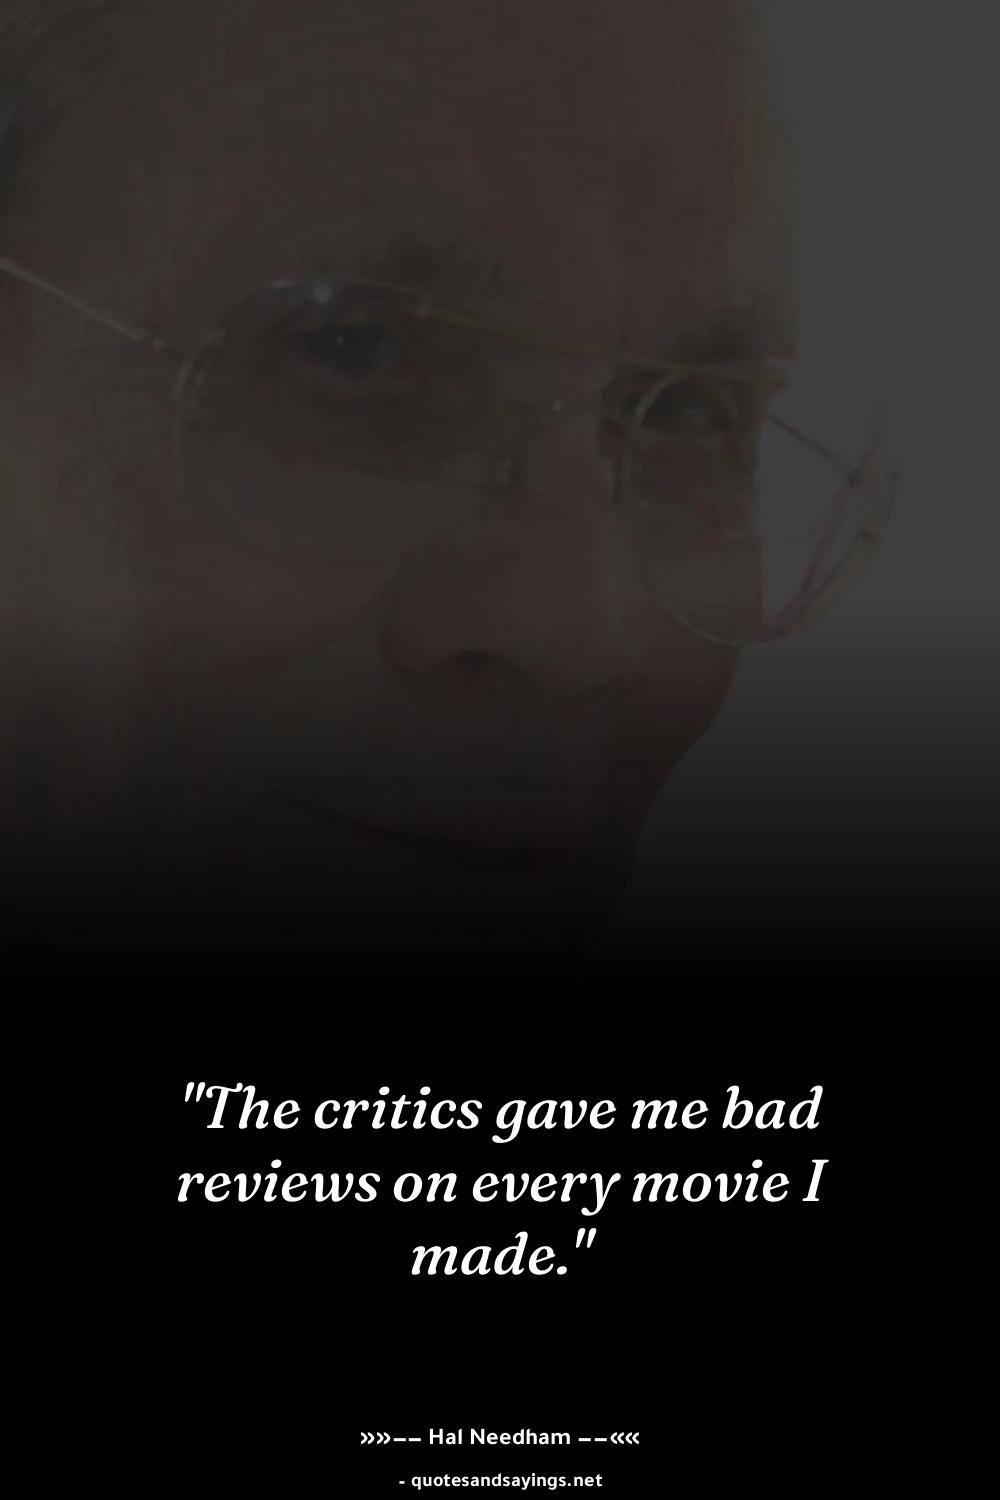 "The critics gave me bad
reviews on every movie I
made."
»»−− Hal Needham −−««
- quotesandsayings.net